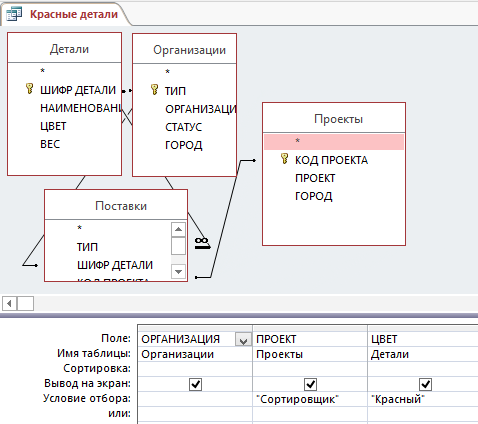 Красные детали
Детали
*
ШИФР ДЕТАЛИ
НАИМЕНОВАНИ
ЦВЕТ
ВЕС
Организации
*
ТИП
ОРГАНИЗАЦИ
СТАТУС
ГОРОД
Проекты
*
КОД ПРОЕКТА
ПРОЕКТ
ГОРОД
Поставки
*
ТИП
ШИФР ДЕТАЛИ
КОД ПРОЕКТА
Поле: ОРГАНИЗАЦИЯ ПРОЕКТ ЦВЕТ
Имя таблицы: Организации Проекты Детали
Сортировка:
Вывод на экран:
Условие отбора: "Сортировщик" "Красный"
или: